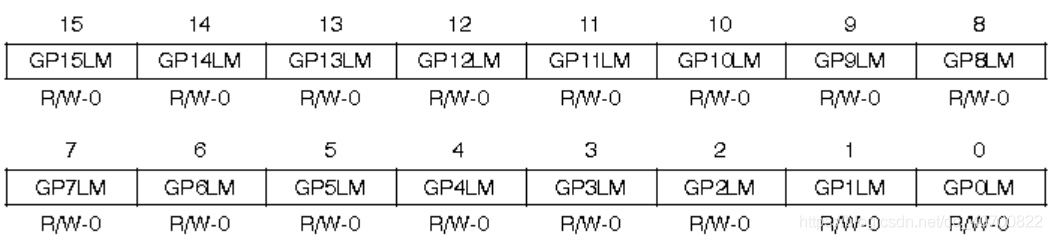 15 14 13 12 11 10 9 8
GP15LM GP14LM GP13LM GP12LM GP11LM GP10LM GP9LM GP8LM
R/W-0 R/W-0 R/W-0 R/W-0 R/W-0 R/W-0 R/W-0 R/W-0
7 6 5 4 3 2 1 0
GP7LM GP6LM GP5LM GP4LM GP3LM GP2LM GP1LM GP0LM
R/W-0 R/W-0 R/W-0 R/W-0 R/W-0 R/W-0 R/W-0 R/W-0